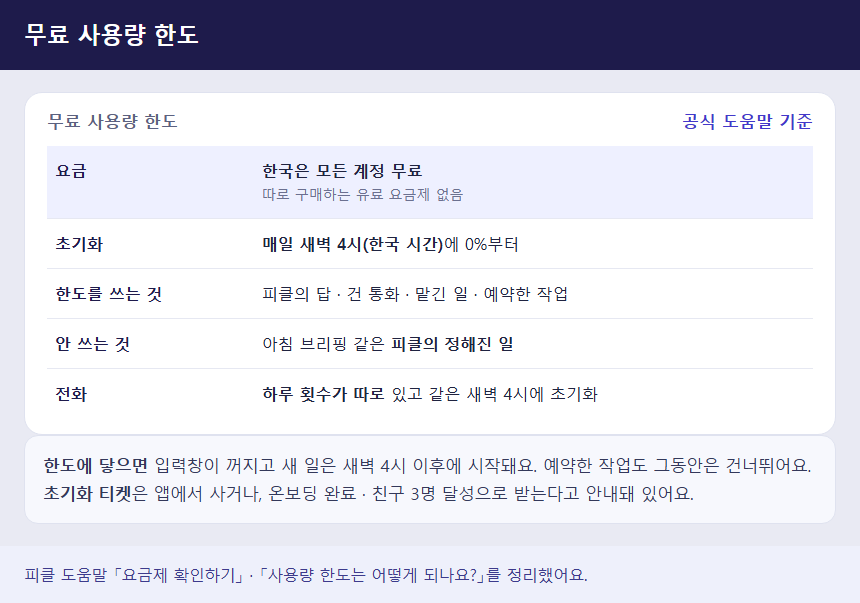 무료 사용량 한도
무료 사용량 한도
공식 도움말 기준
요금
한국은 모든 계정 무료
따로 구매하는 유료 요금제 없음
초기화
매일 새벽 4시(한국 시간)에 0%부터
한도를 쓰는 것
피클의 답 · 건 통화 · 맡긴 일 · 예약한 작업
안 쓰는 것
아침 브리핑 같은 피클의 정해진 일
전화
하루 횟수가 따로 있고 같은 새벽 4시에 초기화
한도에 닿으면 입력창이 꺼지고 새 일은 새벽 4시 이후에 시작돼요. 예약한 작업도 그동안은 건너뛰어요.
초기화 티켓은 앱에서 사거나, 온보딩 완료 · 친구 3명 달성으로 받는다고 안내돼 있어요.
피클 도움말 「요금제 확인하기」 · 「사용량 한도는 어떻게 되나요?」를 정리했어요.